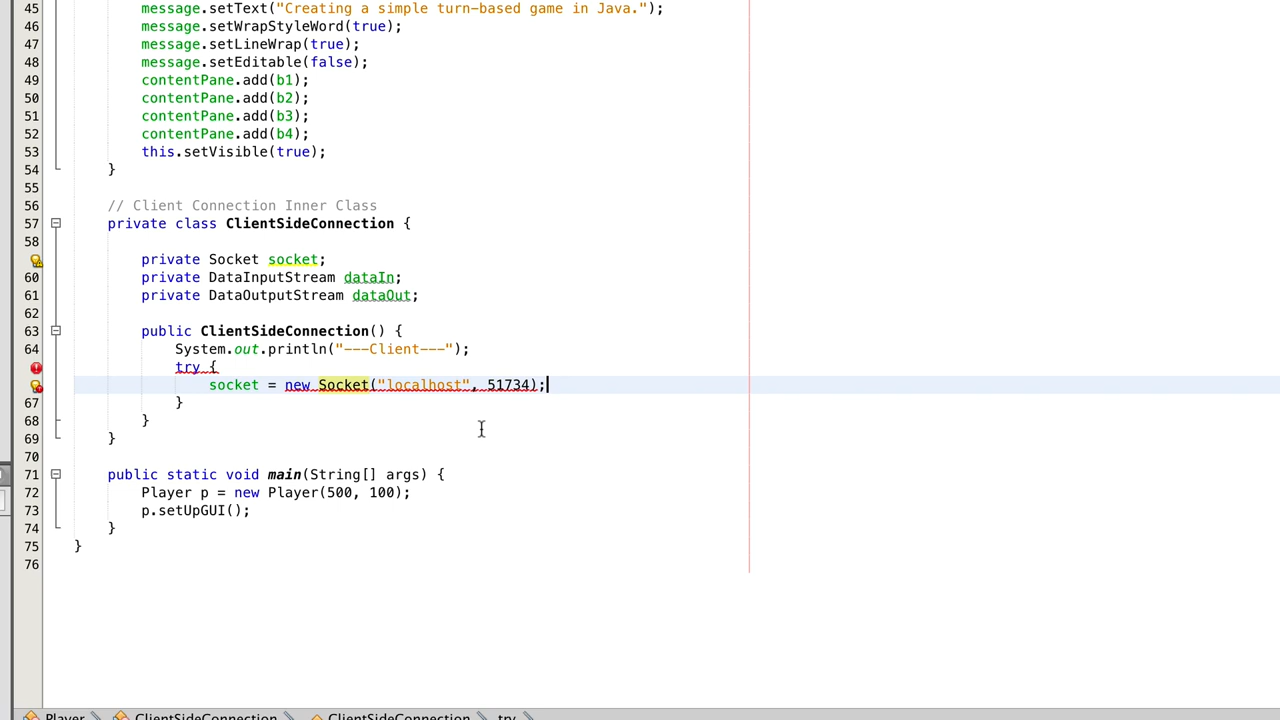 45 message.setText("Creating a simple turn-based game in Java.");
46 message.setWrapStyleWord(true);
47 message.setLineWrap(true);
48 message.setEditable(false);
49 contentPane.add(b1);
50 contentPane.add(b2);
51 contentPane.add(b3);
52 contentPane.add(b4);
53 this.setVisible(true);
54 }
55
56 // Client Connection Inner Class
57 private class ClientSideConnection {
58
private Socket socket;
60 private DataInputStream dataIn;
61 private DataOutputStream dataOut;
62
63 public ClientSideConnection() {
64 System.out.println("---Client---");
try {
socket = new Socket("localhost", 51734);
67 }
68 }
69 }
70
71 public static void main(String[] args) {
72 Player p = new Player(500, 100);
73 p.setUpGUI();
74 }
75 }
76
Player ClientSideConnection ClientSideConnection try